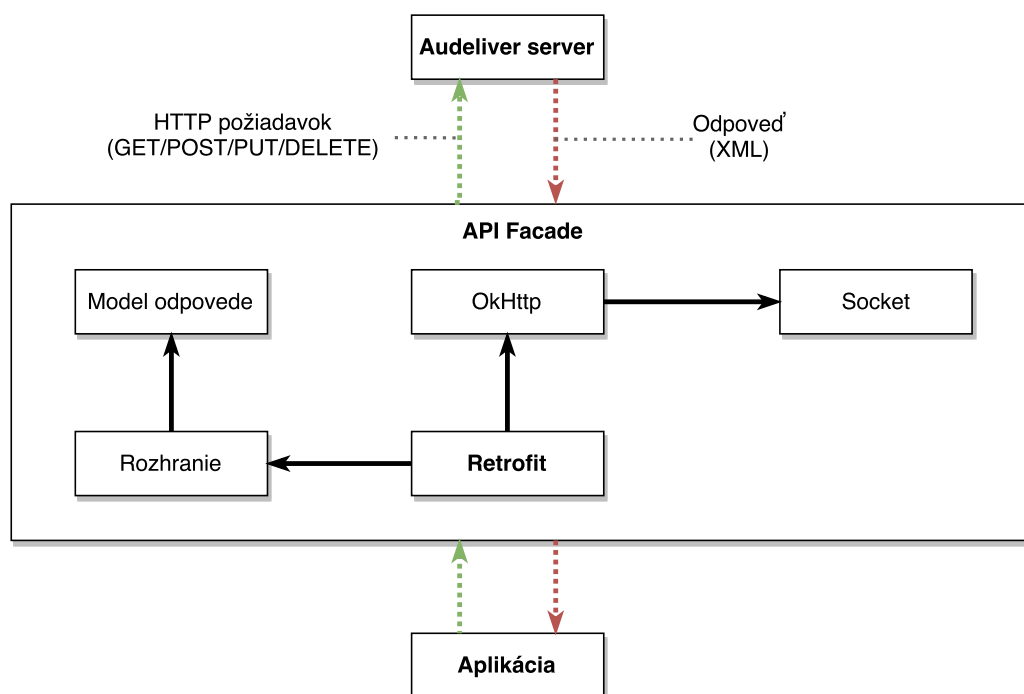 Audeliver server
HTTP požiadavok
(GET/POST/PUT/DELETE)
Odpoveď
(XML)
API Facade
Model odpovede
OkHttp
Socket
Rozhranie
Retrofit
Aplikácia